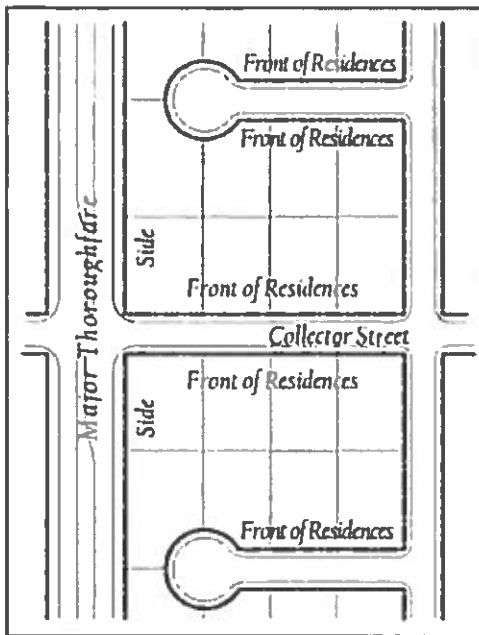 Front of Residences
Front of Residences
Major Thoroughfare
Side
Front of Residences
Collector Street
Front of Residences
Side
Front of Residences